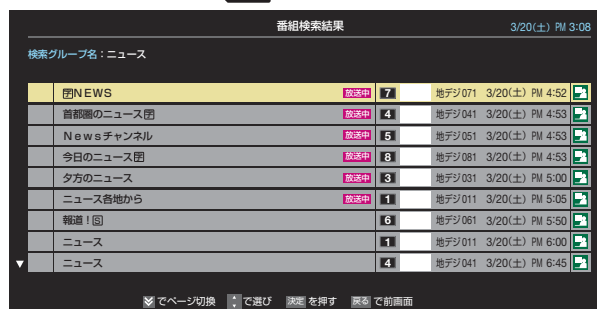 番組検索結果 3/20(土) PM 3:08
検索グループ名：ニュース
字NEWS 放送中 7 地デジ071 3/20(土) PM 4:52
首都圏のニュース字 放送中 4 地デジ041 3/20(土) PM 4:53
Newsチャンネル 放送中 5 地デジ051 3/20(土) PM 4:53
今日のニュース字 放送中 8 地デジ081 3/20(土) PM 4:53
夕方のニュース 放送中 3 地デジ031 3/20(土) PM 5:00
ニュース各地から 放送中 1 地デジ011 3/20(土) PM 5:05
報道！S 6 地デジ061 3/20(土) PM 5:50
ニュース 1 地デジ011 3/20(土) PM 6:00
ニュース 4 地デジ041 3/20(土) PM 6:45
でページ切換 で選び 決定 を押す 戻る で前画面